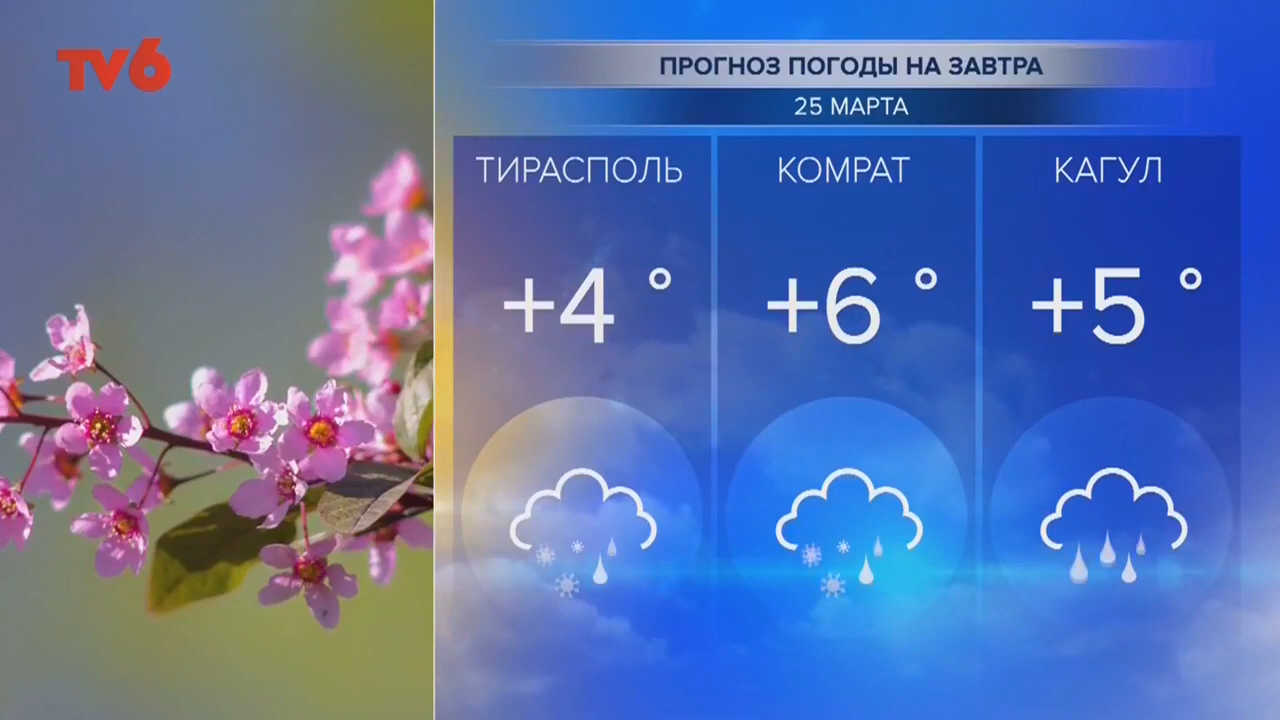 TV6
ПРОГНОЗ ПОГОДЫ НА ЗАВТРА
25 МАРТА
ТИРАСПОЛЬ
+4°
КОМРАТ
+6°
КАГУЛ
+5°